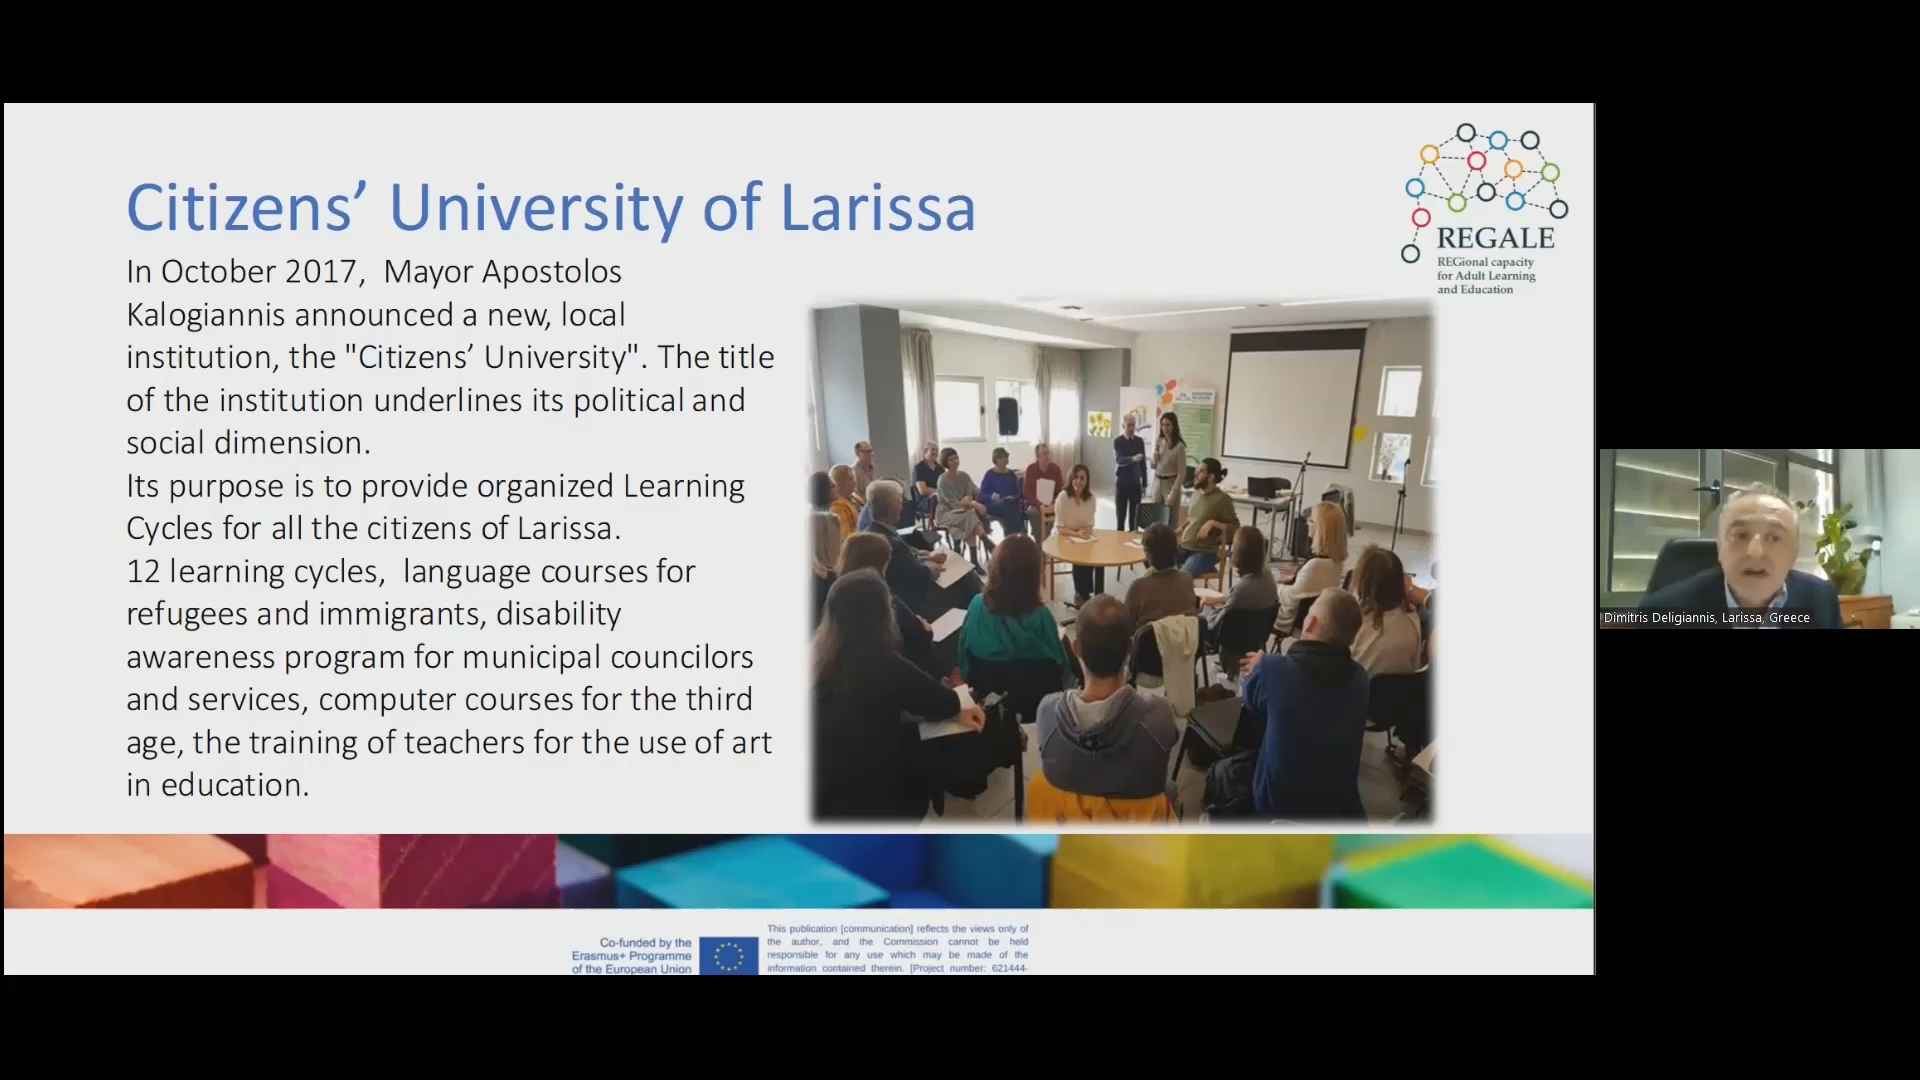 Citizens’ University of Larissa
In October 2017,  Mayor Apostolos
Kalogiannis announced a new, local
institution, the "Citizens’ University". The title
of the institution underlines its political and
social dimension.
Its purpose is to provide organized Learning
Cycles for all the citizens of Larissa.
12 learning cycles,  language courses for
refugees and immigrants, disability
awareness program for municipal councilors
and services, computer courses for the third
age, the training of teachers for the use of art
in education.
REGALE
REGional capacity
for Adult Learning
and Education
Dimitris Deligiannis, Larissa, Greece
Co-funded by the
Erasmus+ Programme
of the European Union
This publication [communication] reflects the views only of
the author, and the Commission cannot be held
responsible for any use which may be made of the
information contained therein. [Project number: 621444-